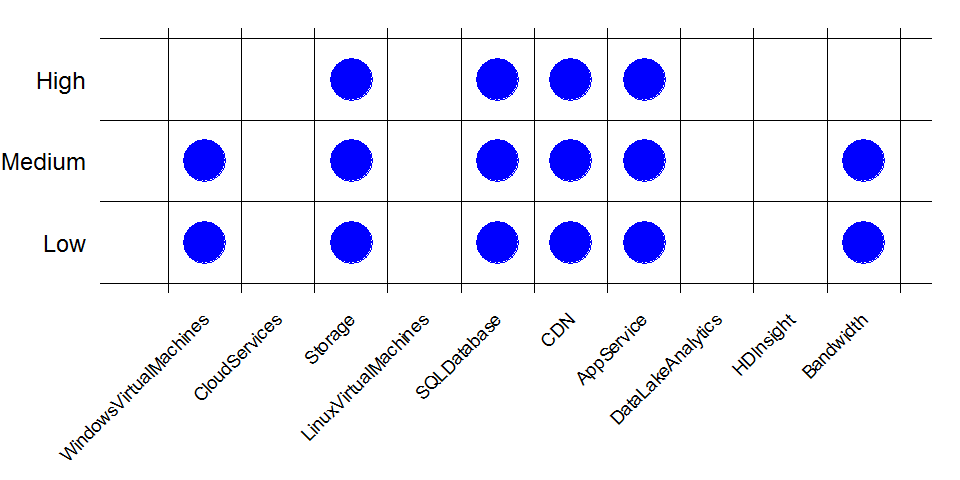 High
Medium
Low
WindowsVirtualMachines
CloudServices
Storage
LinuxVirtualMachines
SQLDatabase
CDN
AppService
DataLakeAnalytics
HDInsight
Bandwidth